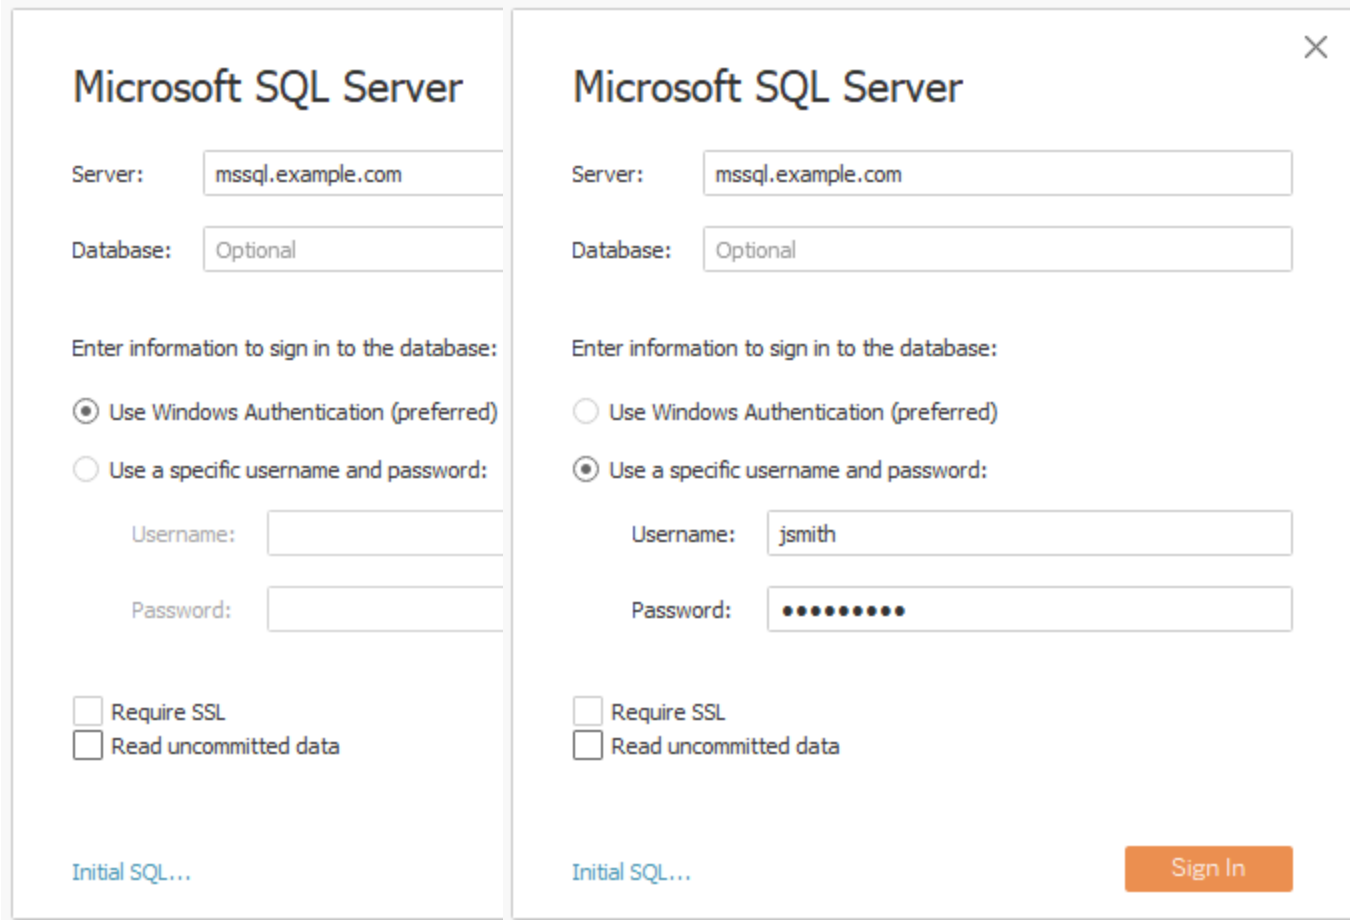 Microsoft SQL Server
Server: mssql.example.com
Database: Optional
Enter information to sign in to the database:
Use Windows Authentication (preferred)
Use a specific username and password:
Username:
Password:
Require SSL
Read uncommitted data
Initial SQL...
Microsoft SQL Server
Server: mssql.example.com
Database: Optional
Enter information to sign in to the database:
Use Windows Authentication (preferred)
Use a specific username and password:
Username: jsmith
Password: •••••••••
Require SSL
Read uncommitted data
Initial SQL...
Sign In